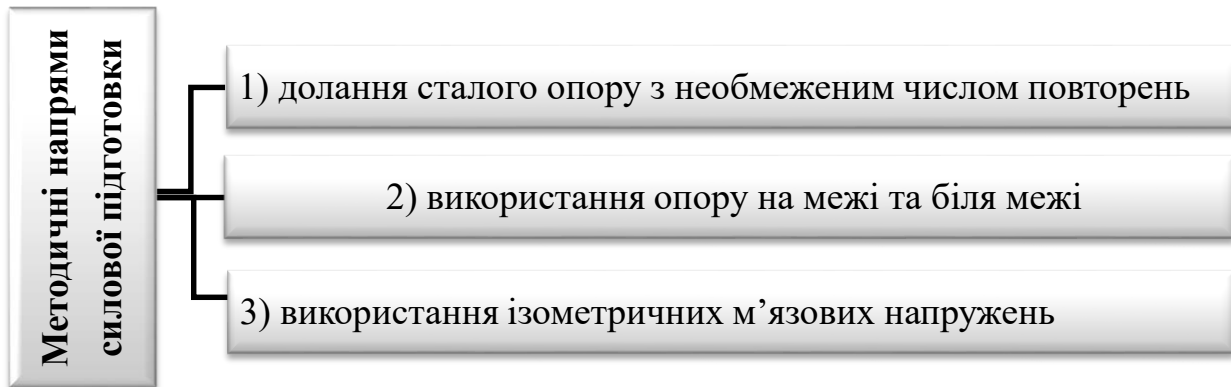 Методичні напрями
силової підготовки
1) долання сталого опору з необмеженим числом повторень
2) використання опору на межі та біля межі
3) використання ізометричних м’язових напружень